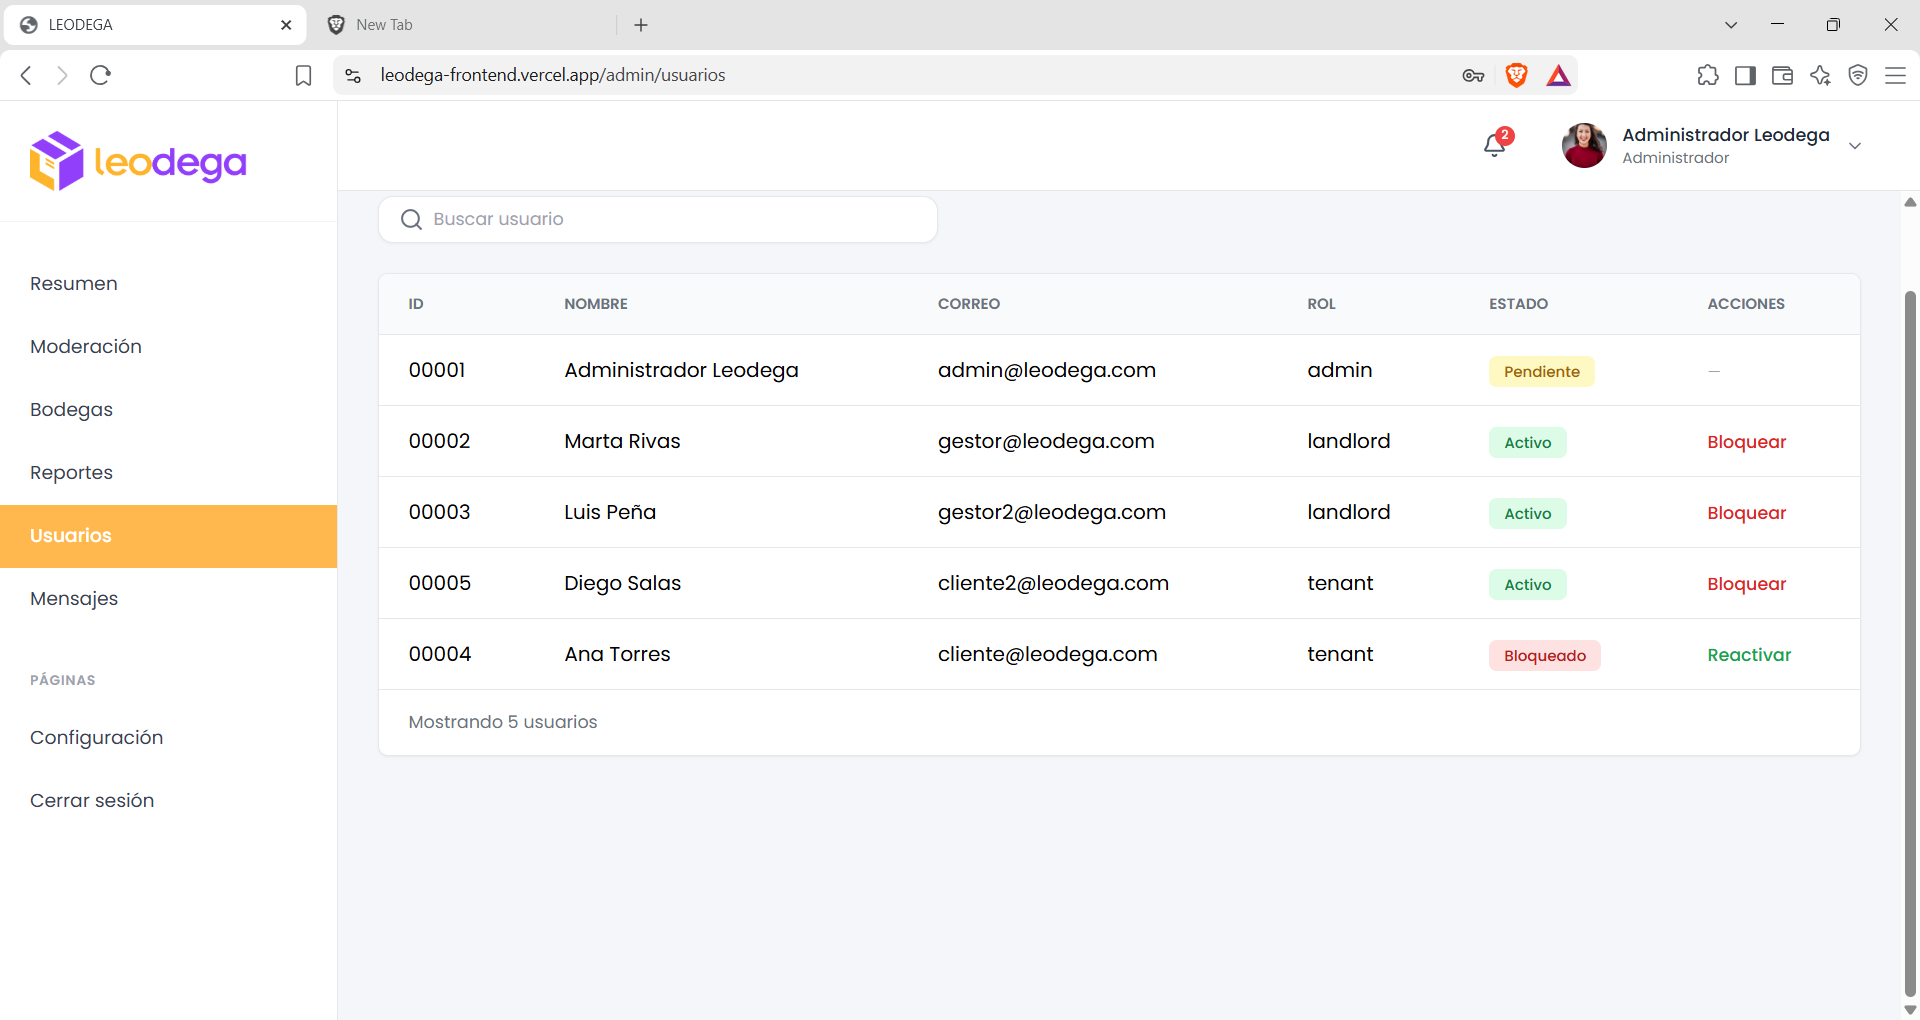 LEODEGA
New Tab
leodega-frontend.vercel.app/admin/usuarios
leodega
2
Administrador Leodega
Administrador
Resumen
Moderación
Bodegas
Reportes
Usuarios
Mensajes
PÁGINAS
Configuración
Cerrar sesión
Buscar usuario
ID NOMBRE CORREO ROL ESTADO ACCIONES
00001 Administrador Leodega admin@leodega.com admin Pendiente —
00002 Marta Rivas gestor@leodega.com landlord Activo Bloquear
00003 Luis Peña gestor2@leodega.com landlord Activo Bloquear
00005 Diego Salas cliente2@leodega.com tenant Activo Bloquear
00004 Ana Torres cliente@leodega.com tenant Bloqueado Reactivar
Mostrando 5 usuarios